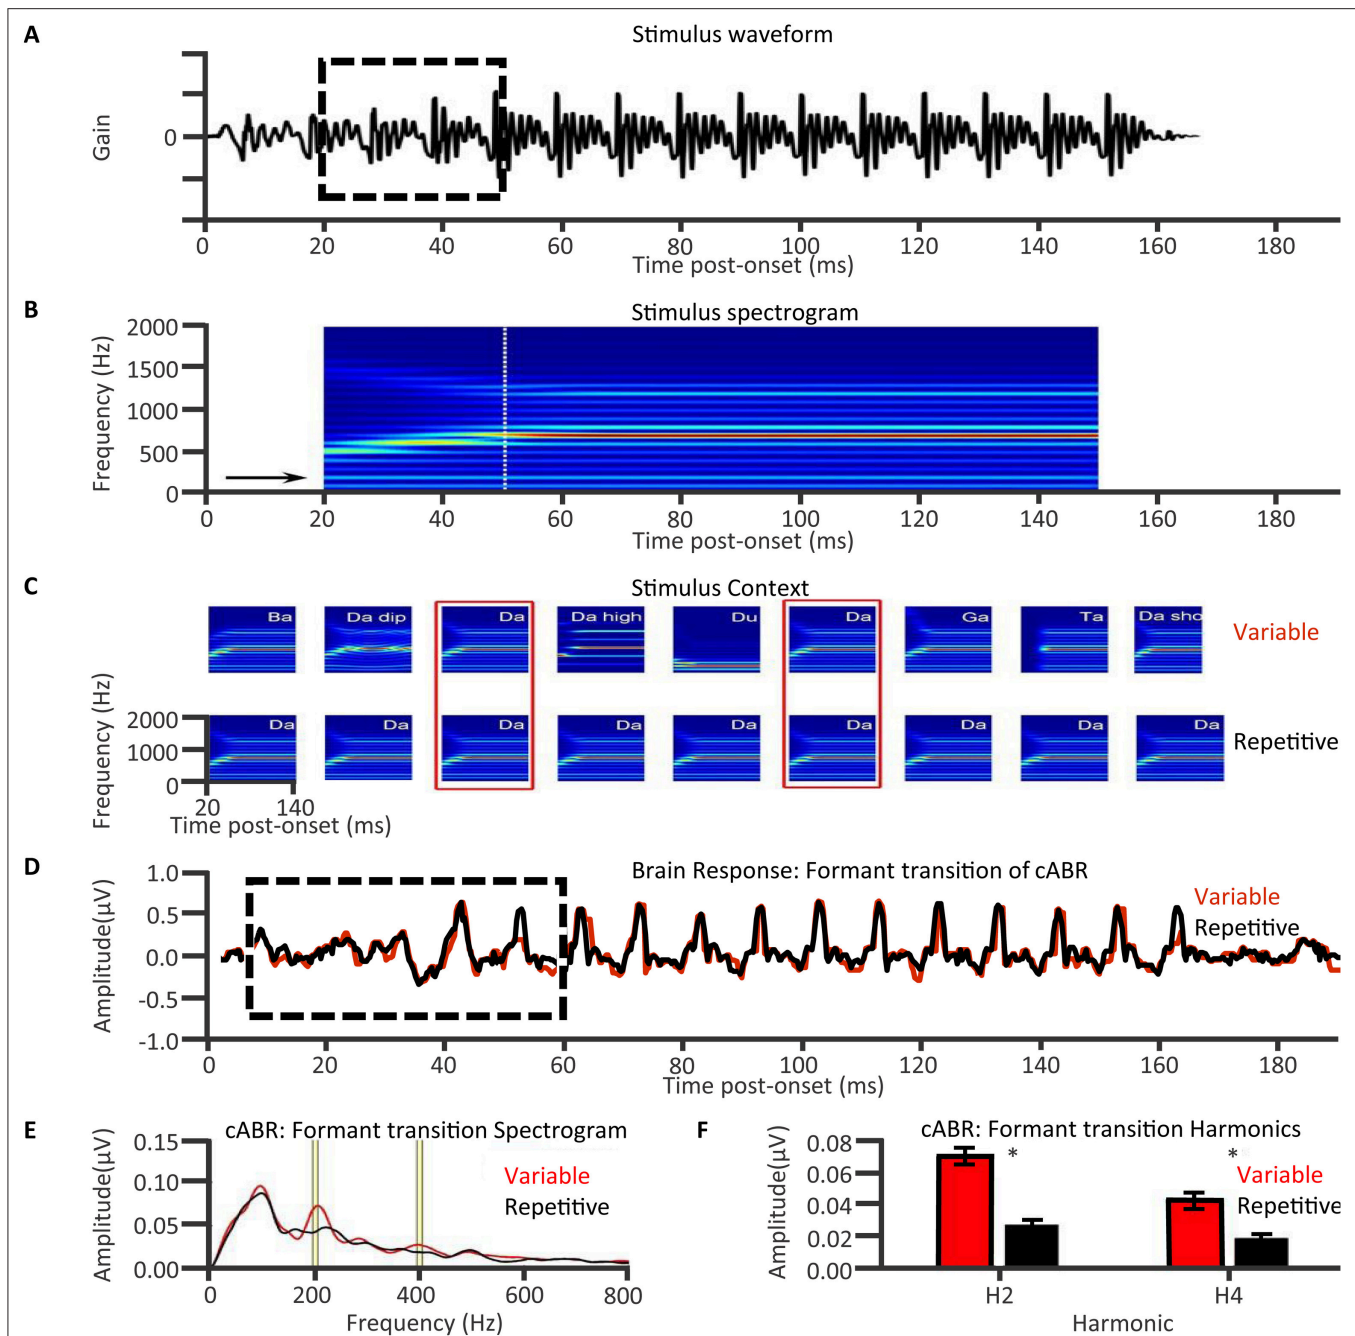 A
Stimulus waveform
Gain
0
0 20 40 60 80 100 120 140 160 180
Time post-onset (ms)
B
Stimulus spectrogram
Frequency (Hz)
2000
1500
1000
500
0
0 20 40 60 80 100 120 140 160 180
Time post-onset (ms)
C
Stimulus Context
Ba Da dip Da Da high Du Da Ga Ta Da sho
Variable
Frequency (Hz)
2000
1000
0
Da Da Da Da Da Da Da Da Da
Repetitive
20 140
Time post-onset (ms)
D
Brain Response: Formant transition of cABR
Amplitude(µV)
1.0
0.5
0.0
-0.5
-1.0
Variable
Repetitive
0 20 40 60 80 100 120 140 160 180
Time post-onset (ms)
E
cABR: Formant transition Spectrogram
Amplitude(µV)
0.15
0.10
0.05
0.00
Variable
Repetitive
0 200 400 600 800
Frequency (Hz)
F
cABR: Formant transition Harmonics
Amplitude(µV)
0.08
0.06
0.04
0.02
0.00
* *
Variable
Repetitive
H2 H4
Harmonic